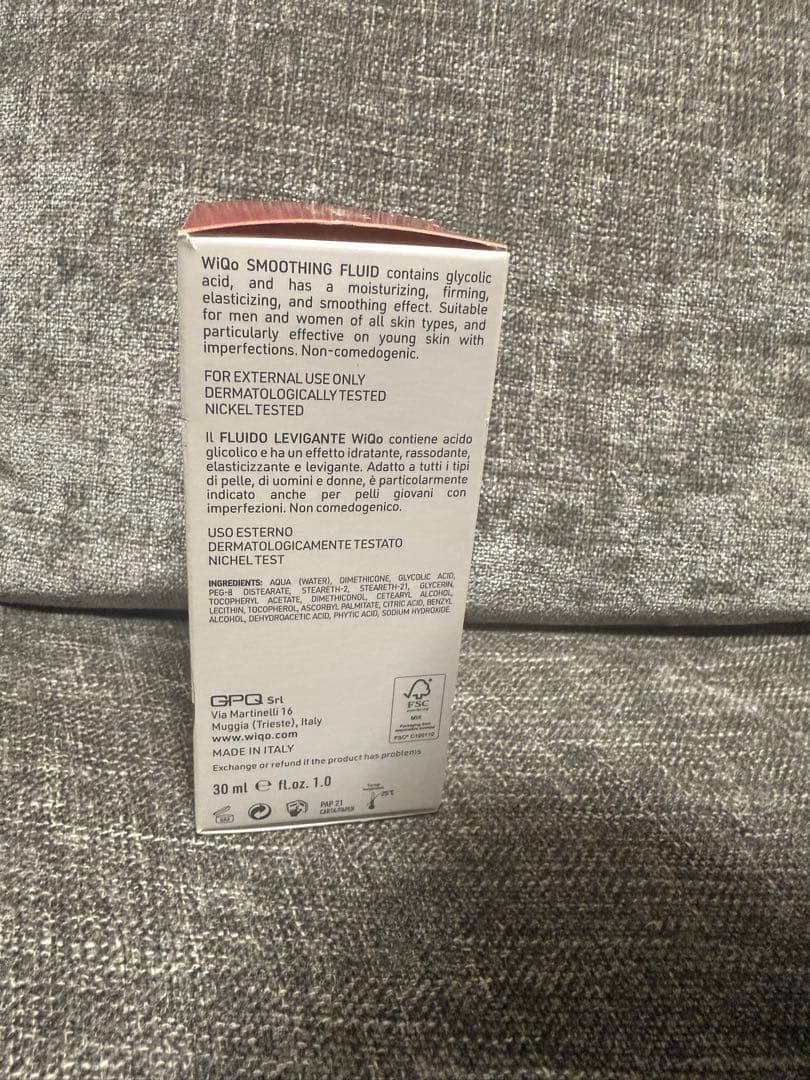 WiQo SMOOTHING FLUID contains glycolic
acid, and has a moisturizing, firming,
elasticizing, and smoothing effect. Suitable
for men and women of all skin types, and
particularly effective on young skin with
imperfections. Non-comedogenic.
FOR EXTERNAL USE ONLY
DERMATOLOGICALLY TESTED
NICKEL TESTED
Il FLUIDO LEVIGANTE WiQo contiene acido
glicolico e ha un effetto idratante, rassodante,
elasticizzante e levigante. Adatto a tutti i tipi
di pelle, di uomini e donne, è particolarmente
indicato anche per pelli giovani con
imperfezioni. Non comedogenico.
USO ESTERNO
DERMATOLOGICAMENTE TESTATO
NICHEL TEST
INGREDIENTS: AQUA (WATER), DIMETHICONE, GLYCOLIC ACID,
PEG-8 DISTEARATE, STEARETH-2, STEARETH-21, GLYCERIN,
TOCOPHERYL ACETATE, DIMETHICONOL, CETEARYL ALCOHOL,
LECITHIN, TOCOPHEROL, ASCORBYL PALMITATE, CITRIC ACID, BENZYL
ALCOHOL, DEHYDROACETIC ACID, PHYTIC ACID, SODIUM HYDROXIDE
GPQ Srl
Via Martinelli 16
Muggia (Trieste), Italy
www.wiqo.com
MADE IN ITALY
Exchange or refund if the product has problems
FSC
MIX
FSC® C100110
30 ml e fl.oz. 1.0
PAP 21
CARTA/PAPER
25°C